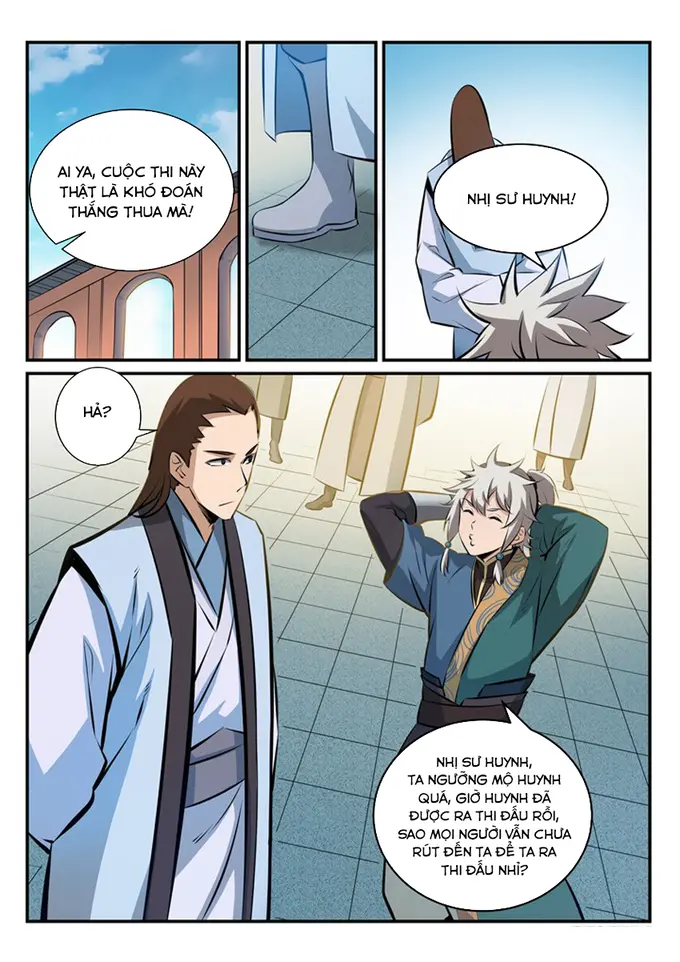 AI YA, CUỘC THI NÀY
THẬT LÀ KHÓ ĐOÁN
THẮNG THUA MÀ!
NHỊ SƯ HUYNH!
HẢ?
NHỊ SƯ HUYNH,
TA NGƯỠNG MỘ HUYNH
QUÁ, GIỜ HUYNH ĐÃ
ĐƯỢC RA THI ĐẤU RỒI,
SAO MỌI NGƯỜI VẪN CHƯA
RÚT ĐẾN TA ĐỂ TA RA
THI ĐẤU NHỈ?